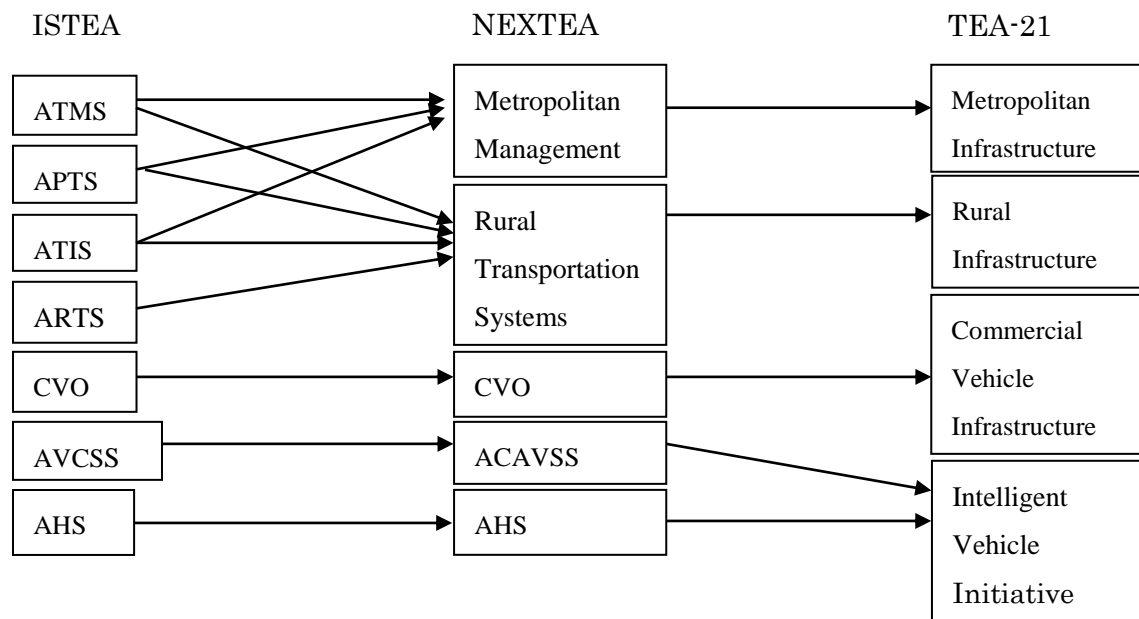 ISTEA
NEXTEA
TEA-21
ATMS
APTS
ATIS
ARTS
CVO
AVCSS
AHS
Metropolitan
Management
Rural
Transportation
Systems
CVO
ACAVSS
AHS
Metropolitan
Infrastructure
Rural
Infrastructure
Commercial
Vehicle
Infrastructure
Intelligent
Vehicle
Initiative